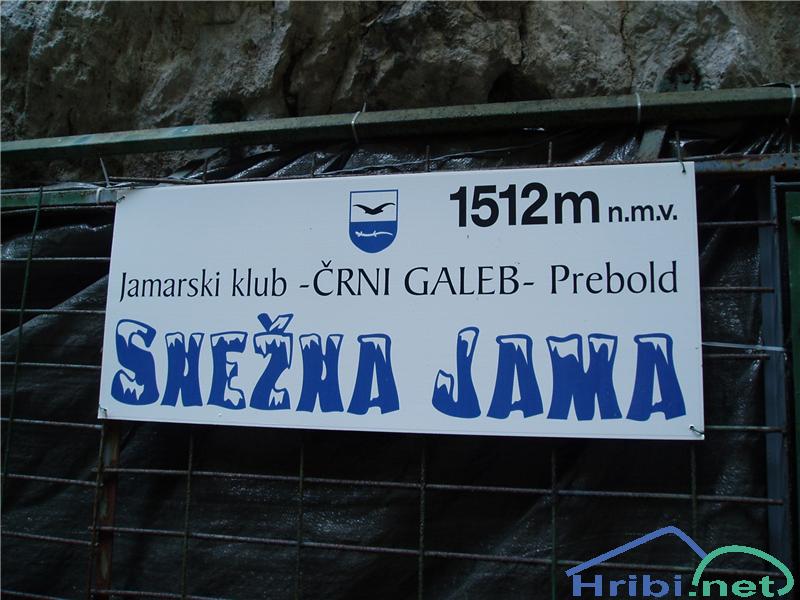 1512m n.m.v.
Jamarski klub -ČRNI GALEB- Prebold
SNEŽNA JAMA
Hribi.net